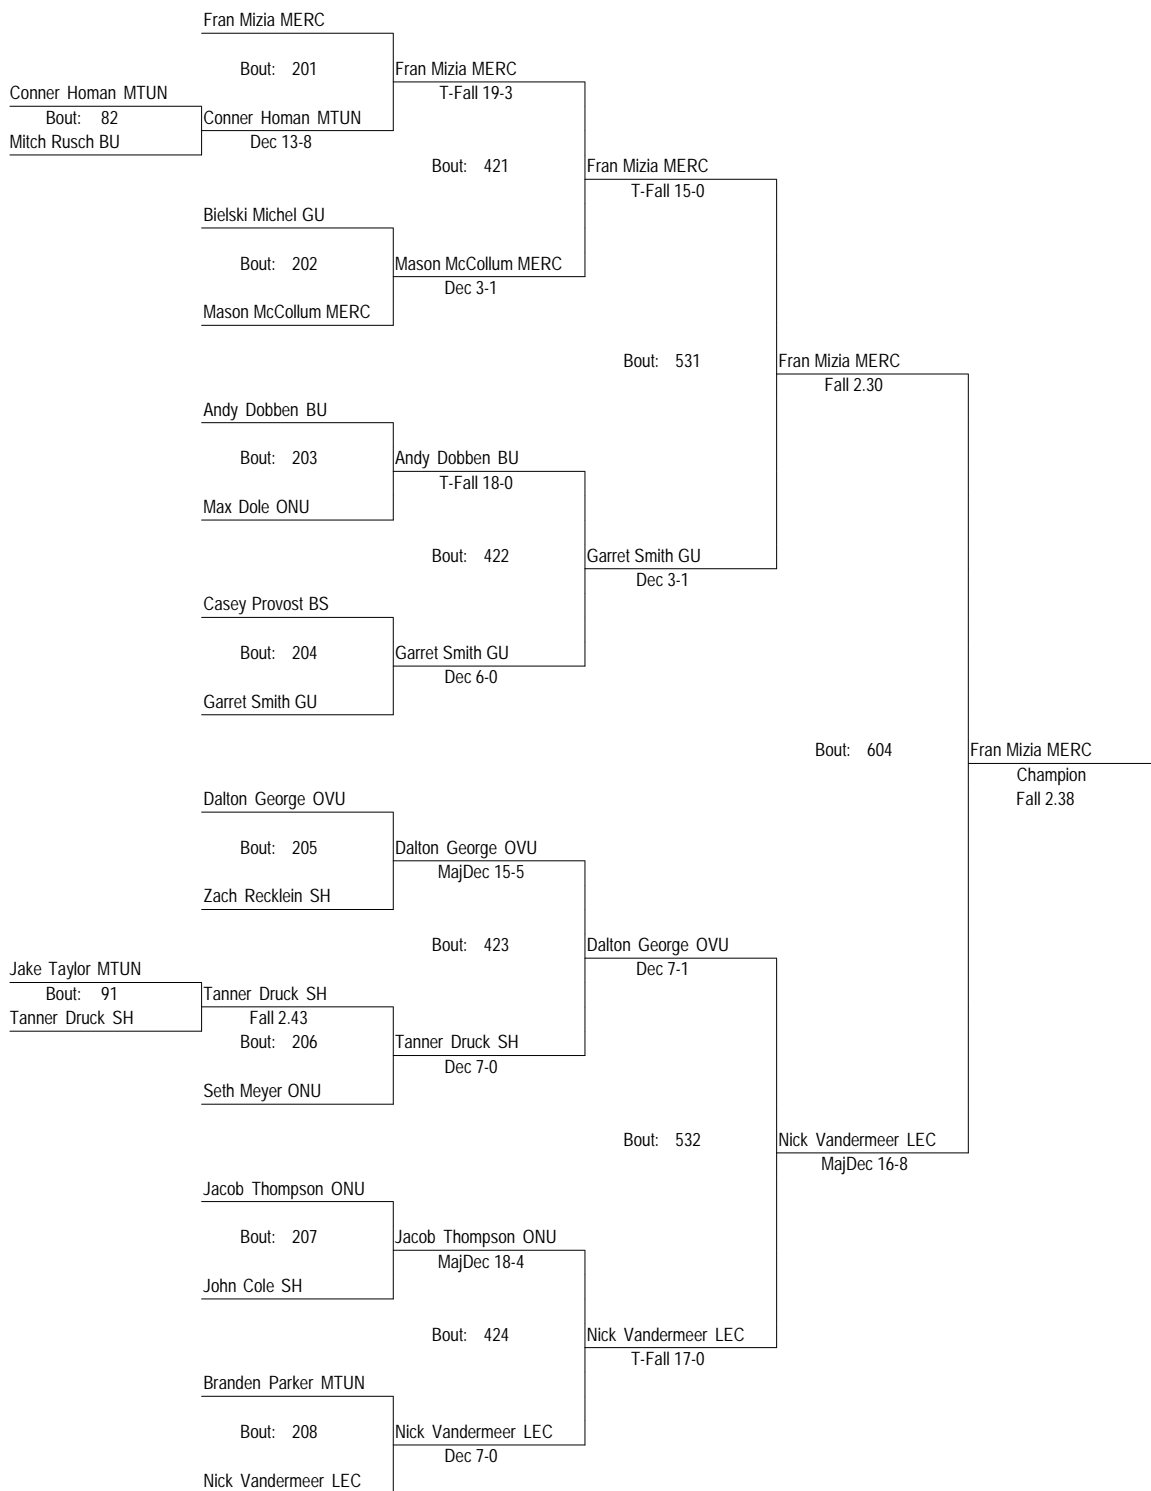 Fran Mizia MERC
Bout: 201
Fran Mizia MERC
T-Fall 19-3
Conner Homan MTUN
Bout: 82
Mitch Rusch BU
Conner Homan MTUN
Dec 13-8
Bout: 421
Fran Mizia MERC
T-Fall 15-0
Bielski Michel GU
Bout: 202
Mason McCollum MERC
Dec 3-1
Mason McCollum MERC
Bout: 531
Fran Mizia MERC
Fall 2.30
Andy Dobben BU
Bout: 203
Andy Dobben BU
T-Fall 18-0
Max Dole ONU
Bout: 422
Garret Smith GU
Dec 3-1
Casey Provost BS
Bout: 204
Garret Smith GU
Dec 6-0
Garret Smith GU
Bout: 604
Fran Mizia MERC
Champion
Fall 2.38
Dalton George OVU
Bout: 205
Dalton George OVU
MajDec 15-5
Zach Recklein SH
Bout: 423
Dalton George OVU
Dec 7-1
Jake Taylor MTUN
Bout: 91
Tanner Druck SH
Tanner Druck SH
Fall 2.43
Bout: 206
Tanner Druck SH
Dec 7-0
Seth Meyer ONU
Bout: 532
Nick Vandermeer LEC
MajDec 16-8
Jacob Thompson ONU
Bout: 207
Jacob Thompson ONU
MajDec 18-4
John Cole SH
Bout: 424
Nick Vandermeer LEC
T-Fall 17-0
Branden Parker MTUN
Bout: 208
Nick Vandermeer LEC
Dec 7-0
Nick Vandermeer LEC